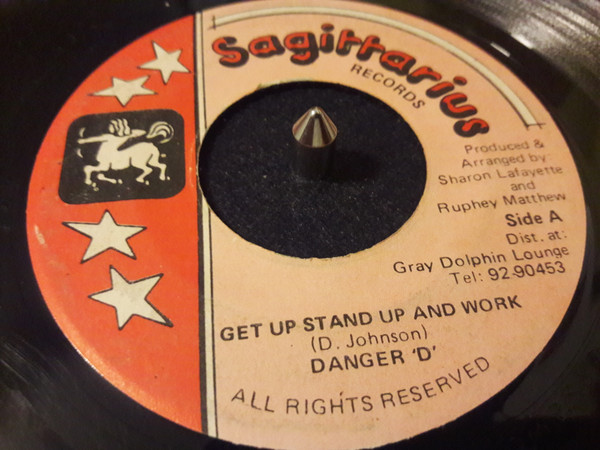 Sagittarius
RECORDS
Produced &
Arranged by
Sharon Lafayette
and
Ruphey Matthew
Side A
Dist. at:
Gray Dolphin Lounge
Tel: 92-90453
GET UP STAND UP AND WORK
(D. Johnson)
DANGER 'D'
ALL RIGHTS RESERVED